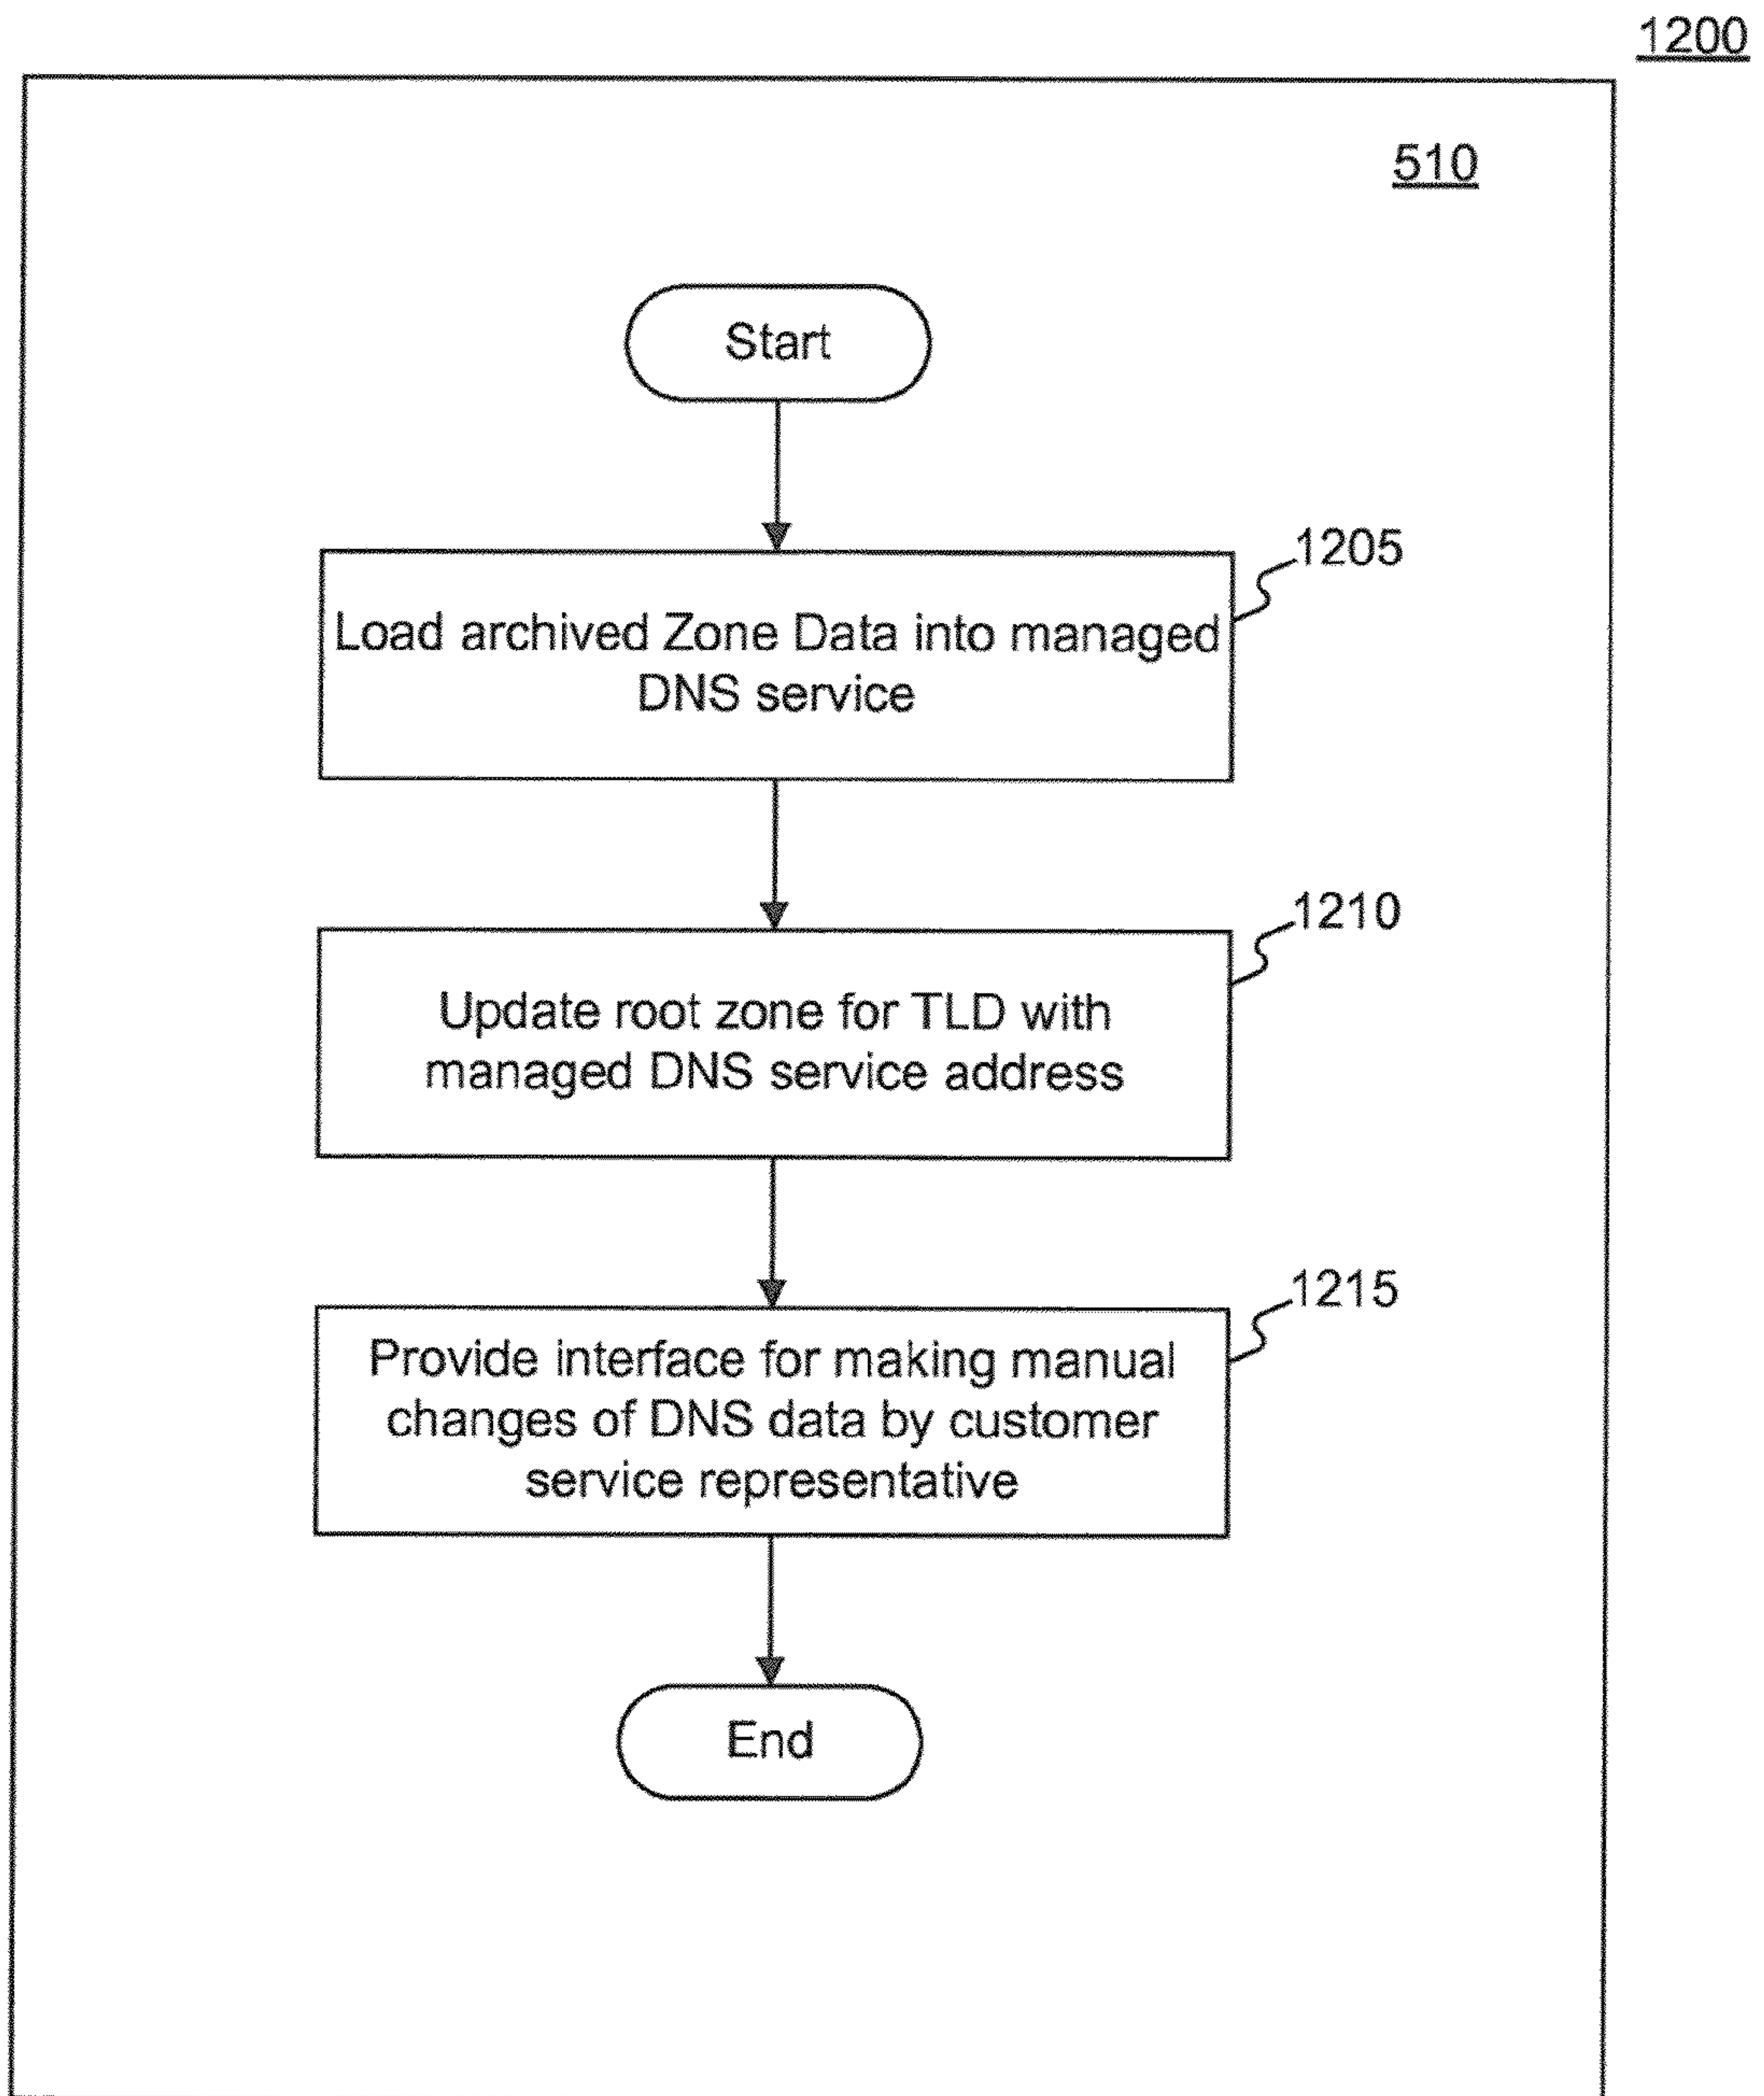 1200
510
Start
1205
Load archived Zone Data into managed
DNS service
1210
Update root zone for TLD with
managed DNS service address
1215
Provide interface for making manual
changes of DNS data by customer
service representative
End